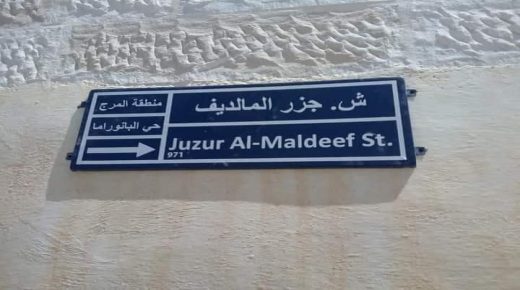 ش. جزر المالديف
Juzur Al-Maldeef St.
971
منطقة المرج
حي البانوراما